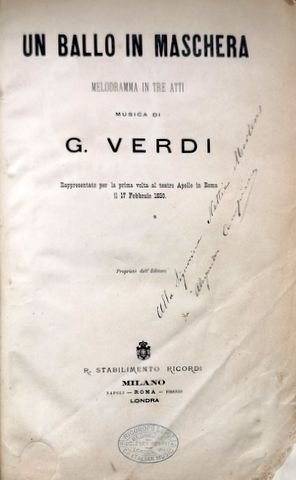 UN BALLO IN MASCHERA
MELODRAMMA IN TRE ATTI
MUSICA DI
G. VERDI
Rappresentato per la prima volta al teatro Apollo in Roma
il 17 Febbraio 1859.
Proprietà dell'Editore
Alla Signorina
da
R. STABILIMENTO RICORDI
MILANO
NAPOLI — ROMA — FIRENZE
LONDRA